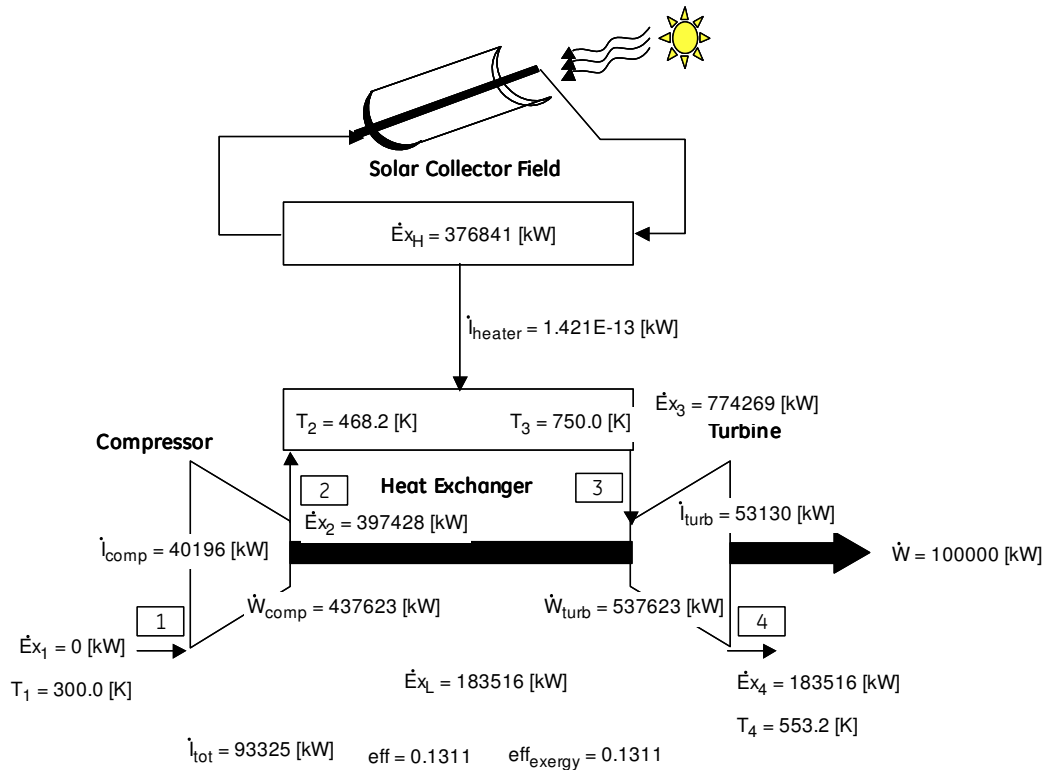 Solar Collector Field
Ėx_H = 376841 [kW]
İ_heater = 1.421E-13 [kW]
T_2 = 468.2 [K]
T_3 = 750.0 [K]
Ėx_3 = 774269 [kW]
Compressor
Turbine
2
Heat Exchanger
3
Ėx_2 = 397428 [kW]
İ_turb = 53130 [kW]
İ_comp = 40196 [kW]
Ẇ = 100000 [kW]
Ẇ_comp = 437623 [kW]
Ẇ_turb = 537623 [kW]
1
4
Ėx_1 = 0 [kW]
T_1 = 300.0 [K]
Ėx_L = 183516 [kW]
Ėx_4 = 183516 [kW]
T_4 = 553.2 [K]
İ_tot = 93325 [kW]
eff = 0.1311
eff_exergy = 0.1311